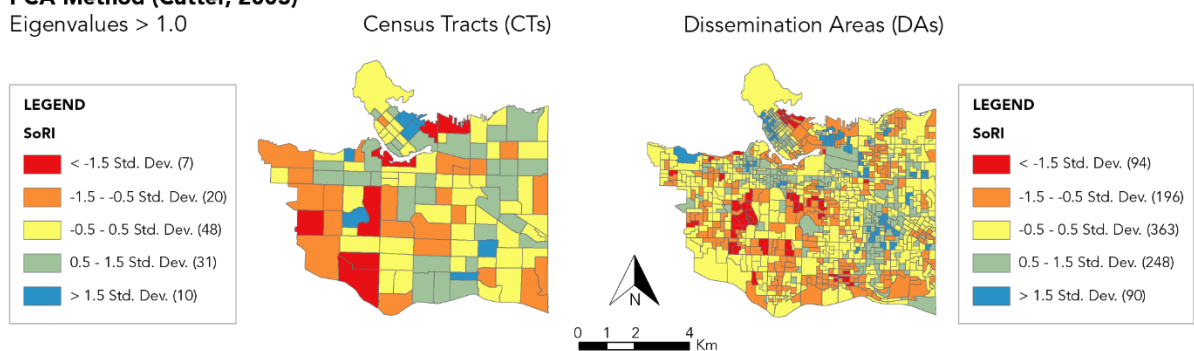 PCA Method (Cutter, 2003)
Eigenvalues > 1.0
Census Tracts (CTs)
Dissemination Areas (DAs)
LEGEND
SoRI
< -1.5 Std. Dev. (7)
-1.5 - -0.5 Std. Dev. (20)
-0.5 - 0.5 Std. Dev. (48)
0.5 - 1.5 Std. Dev. (31)
> 1.5 Std. Dev. (10)
LEGEND
SoRI
< -1.5 Std. Dev. (94)
-1.5 - -0.5 Std. Dev. (196)
-0.5 - 0.5 Std. Dev. (363)
0.5 - 1.5 Std. Dev. (248)
> 1.5 Std. Dev. (90)
N
0 1 2 4
Km